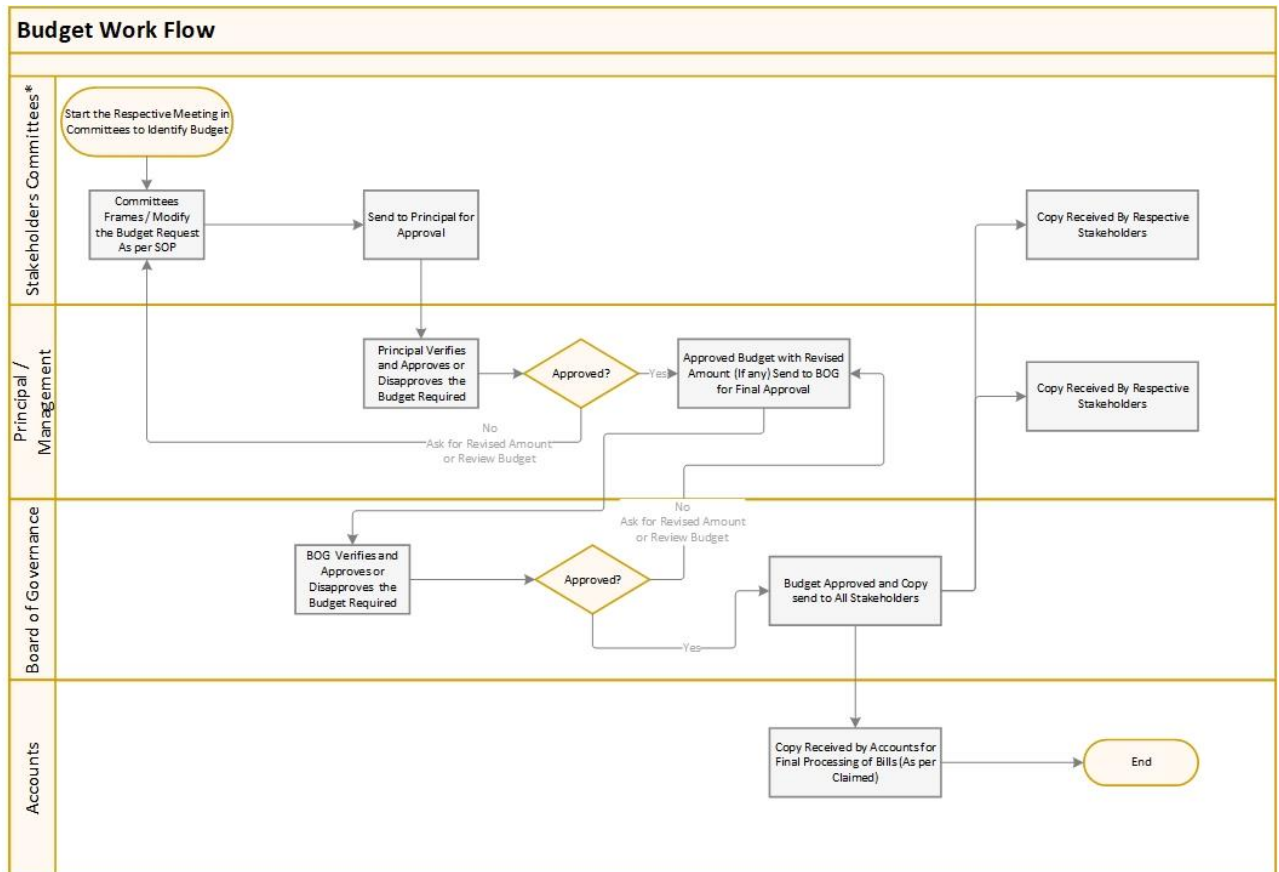 Budget Work Flow
Stakeholders Committees*
Start the Respective Meeting in
Committees to Identify Budget
Committees
Frames / Modify
the Budget Request
As per SOP
Send to Principal for
Approval
Copy Received By Respective
Stakeholders
Principal /
Management
Principal Verifies
and Approves or
Disapproves the
Budget Required
Approved?
Yes
Approved Budget with Revised
Amount (If any) Send to BOG
for Final Approval
Copy Received By Respective
Stakeholders
No
Ask for Revised Amount
or Review Budget
Board of Governance
No
Ask for Revised Amount
or Review Budget
BOG Verifies and
Approves or
Disapproves the
Budget Required
Approved?
Yes
Budget Approved and Copy
send to All Stakeholders
Accounts
Copy Received by Accounts for
Final Processing of Bills (As per
Claimed)
End